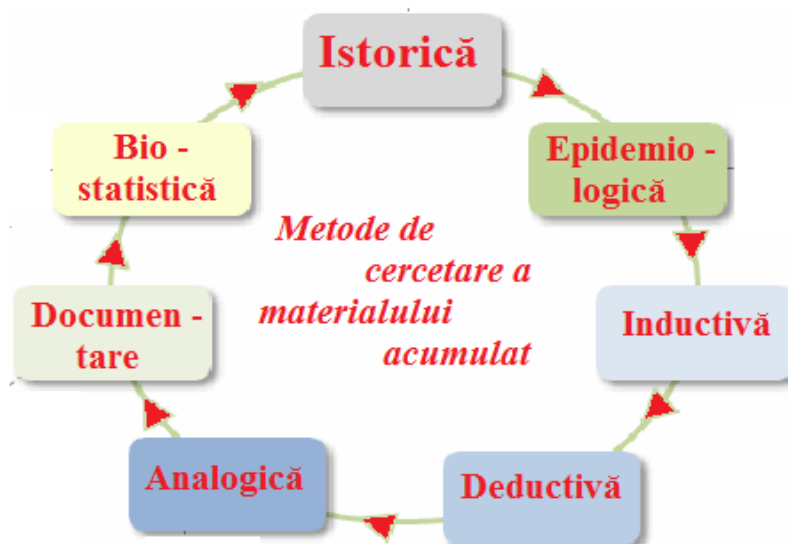 Istorică
Epidemio -
logică
Inductivă
Deductivă
Analogică
Documen -
tare
Bio -
statistică
Metode de
cercetare a
materialului
acumulat